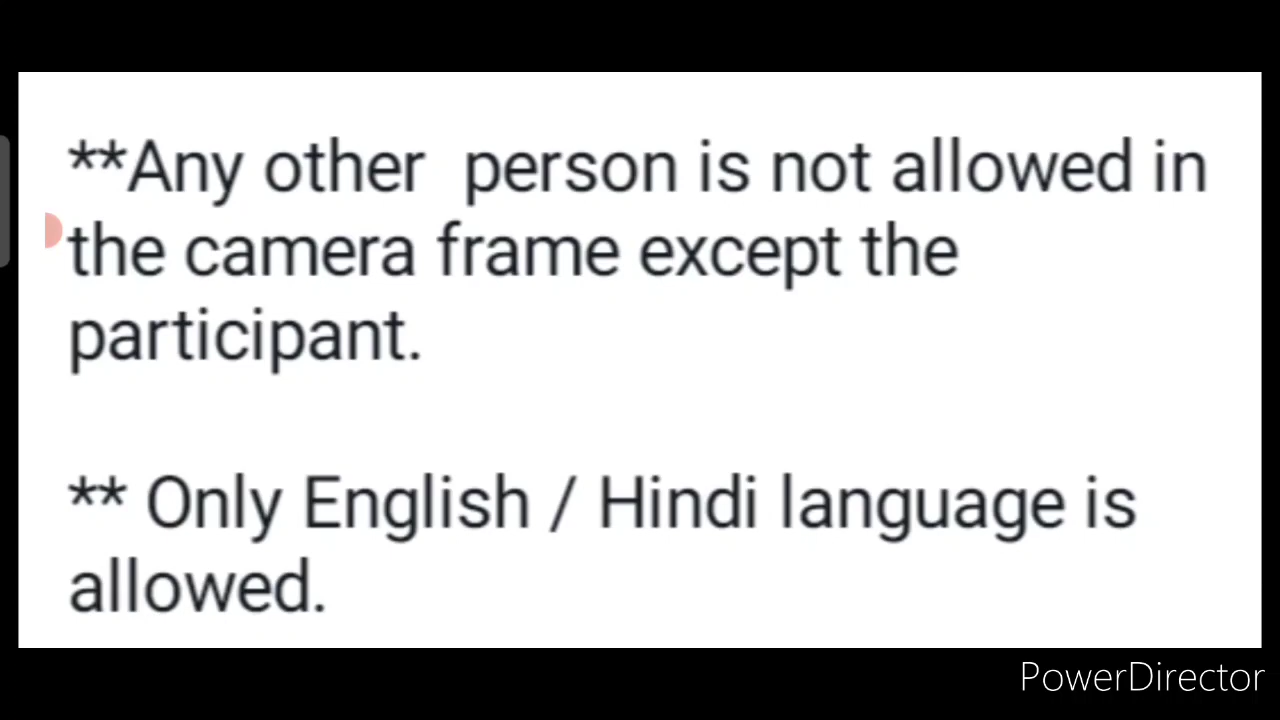 **Any other  person is not allowed in
the camera frame except the
participant.
** Only English / Hindi language is
allowed.
PowerDirector